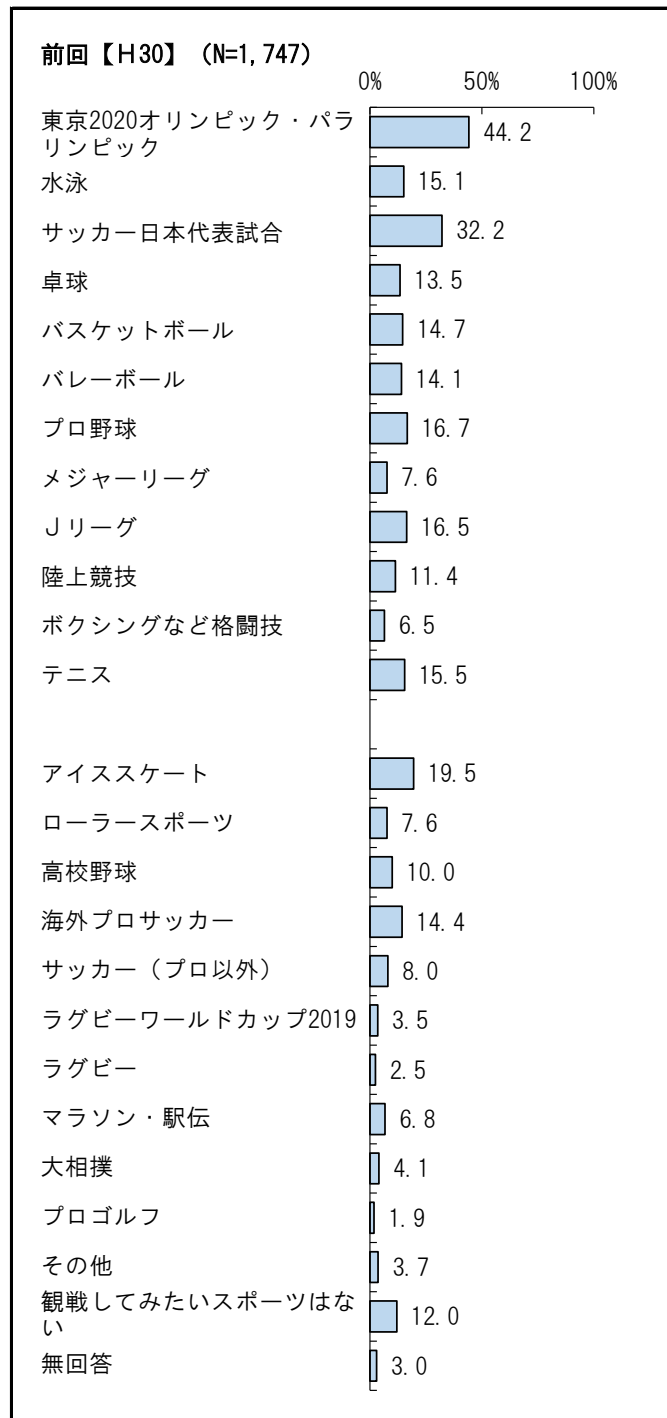 前回【Ｈ30】（N=1,747）
0% 50% 100%
東京2020オリンピック・パラ
リンピック
44.2
水泳 15.1
サッカー日本代表試合 32.2
卓球 13.5
バスケットボール 14.7
バレーボール 14.1
プロ野球 16.7
メジャーリーグ 7.6
Ｊリーグ 16.5
陸上競技 11.4
ボクシングなど格闘技 6.5
テニス 15.5
アイススケート 19.5
ローラースポーツ 7.6
高校野球 10.0
海外プロサッカー 14.4
サッカー（プロ以外） 8.0
ラグビーワールドカップ2019 3.5
ラグビー 2.5
マラソン・駅伝 6.8
大相撲 4.1
プロゴルフ 1.9
その他 3.7
観戦してみたいスポーツはな
い
12.0
無回答 3.0